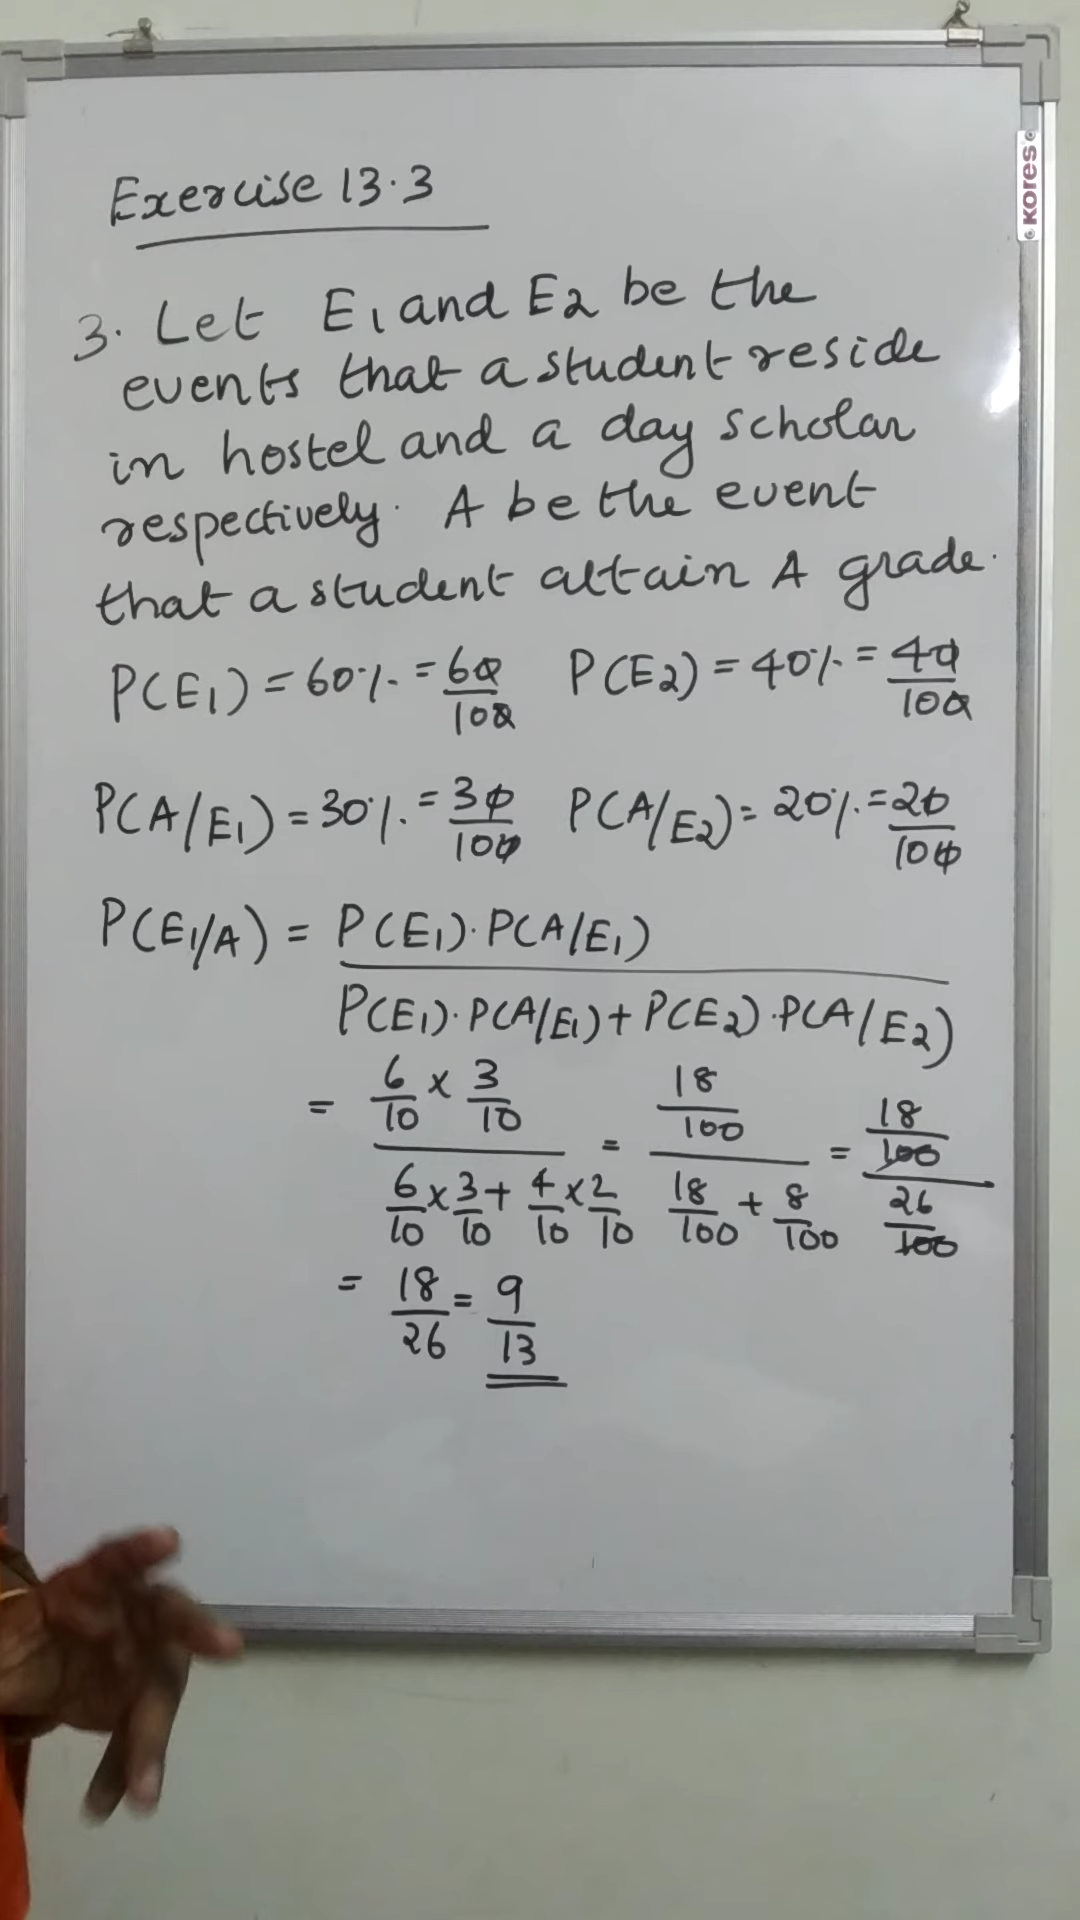 KORES
Exercise 13.3
3. Let E1 and E2 be the
events that a student reside
in hostel and a day scholar
respectively. A be the event
that a student attain A grade.
P(E1) = 60% = 60/100 P(E2) = 40% = 40/100
P(A/E1) = 30% = 30/100 P(A/E2) = 20% = 20/100
P(E1/A) = P(E1)·P(A/E1)
P(E1)·P(A/E1) + P(E2)·P(A/E2)
= 6/10 × 3/10 = 18/100 = 18/100
6/10 × 3/10 + 4/10 × 2/10 18/100 + 8/100 26/100
= 18/26 = 9/13